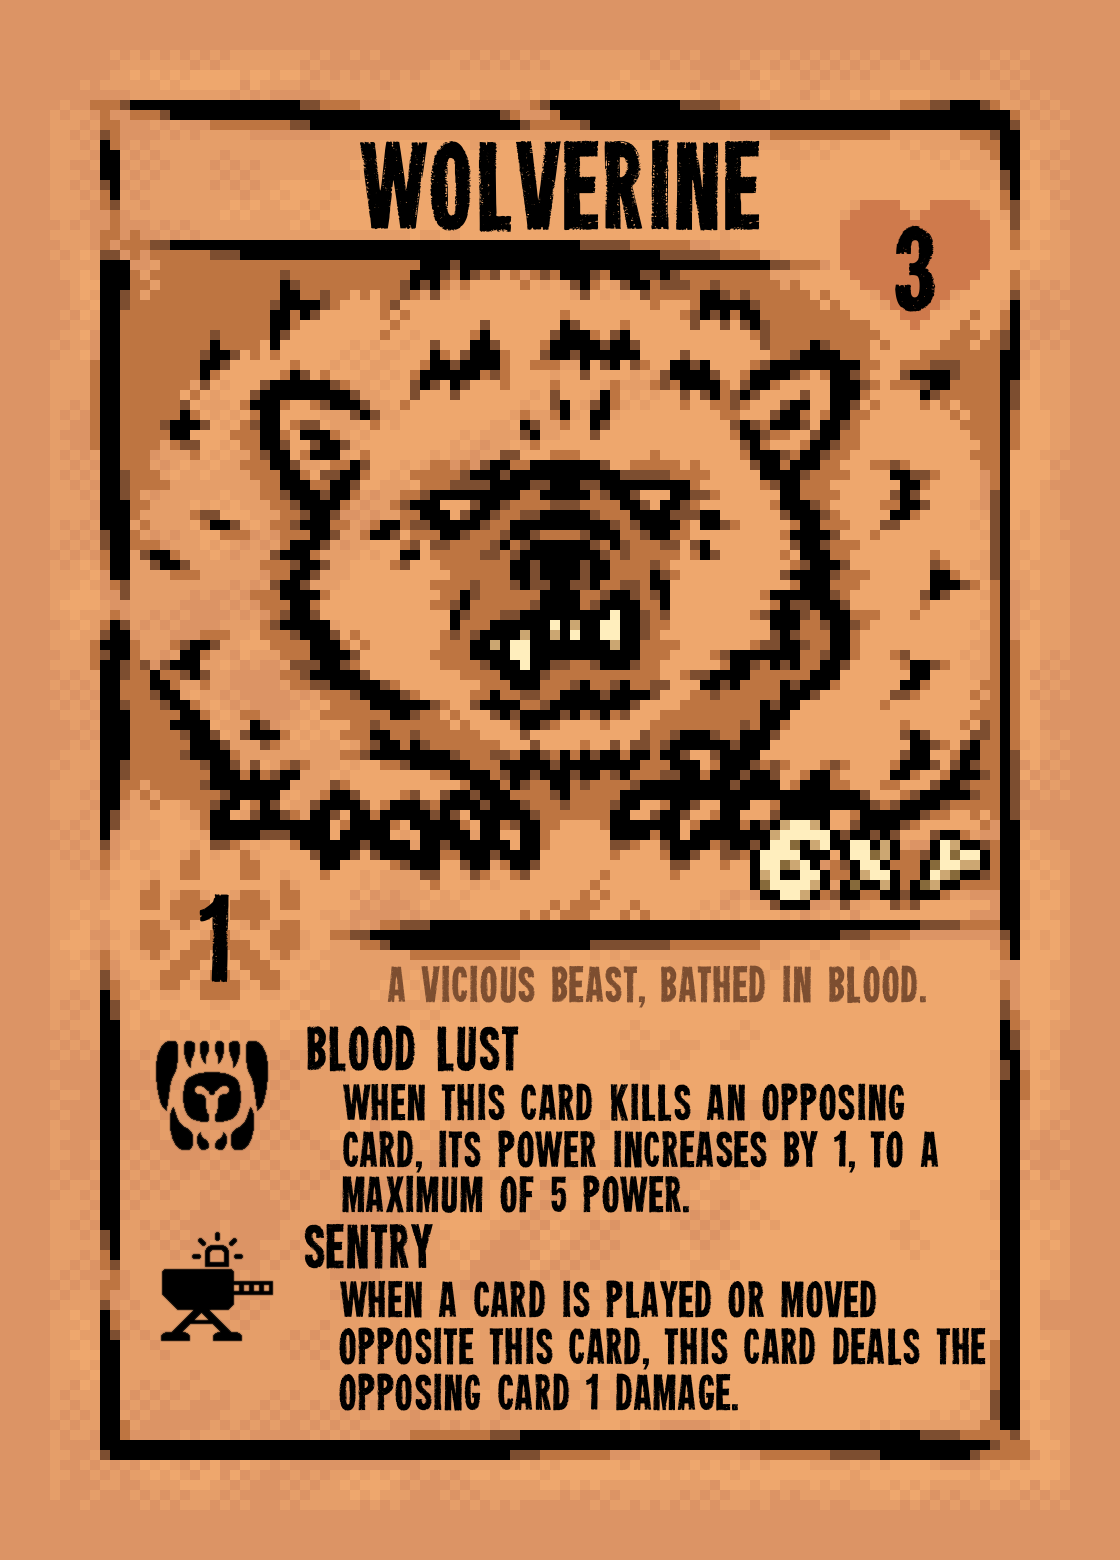 WOLVERINE
3
6X
1
A VICIOUS BEAST, BATHED IN BLOOD.
BLOOD LUST
WHEN THIS CARD KILLS AN OPPOSING
CARD, ITS POWER INCREASES BY 1, TO A
MAXIMUM OF 5 POWER.
SENTRY
WHEN A CARD IS PLAYED OR MOVED
OPPOSITE THIS CARD, THIS CARD DEALS THE
OPPOSING CARD 1 DAMAGE.